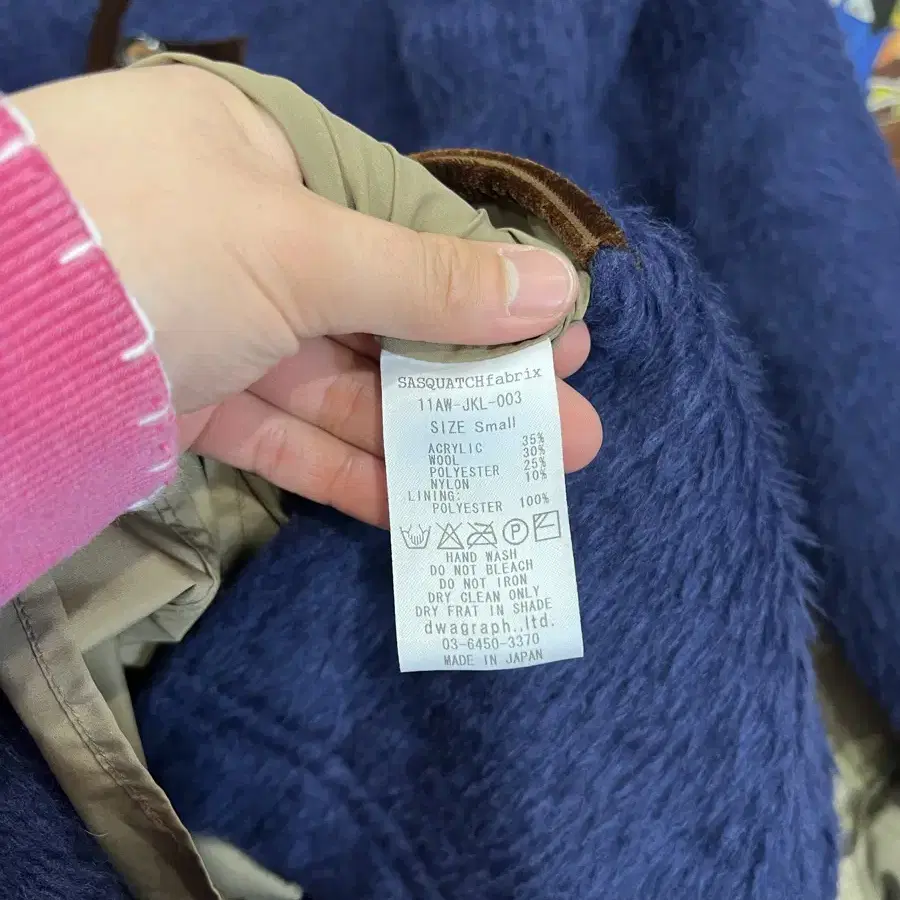 SASQUATCHfabrix
11AW-JKL-003
SIZE Small
ACRYLIC 35%
WOOL 30%
POLYESTER 25%
NYLON 10%
LINING:
POLYESTER 100%
HAND WASH
DO NOT BLEACH
DO NOT IRON
DRY CLEAN ONLY
DRY FRAT IN SHADE
dwagraph.,ltd.
03-6450-3370
MADE IN JAPAN